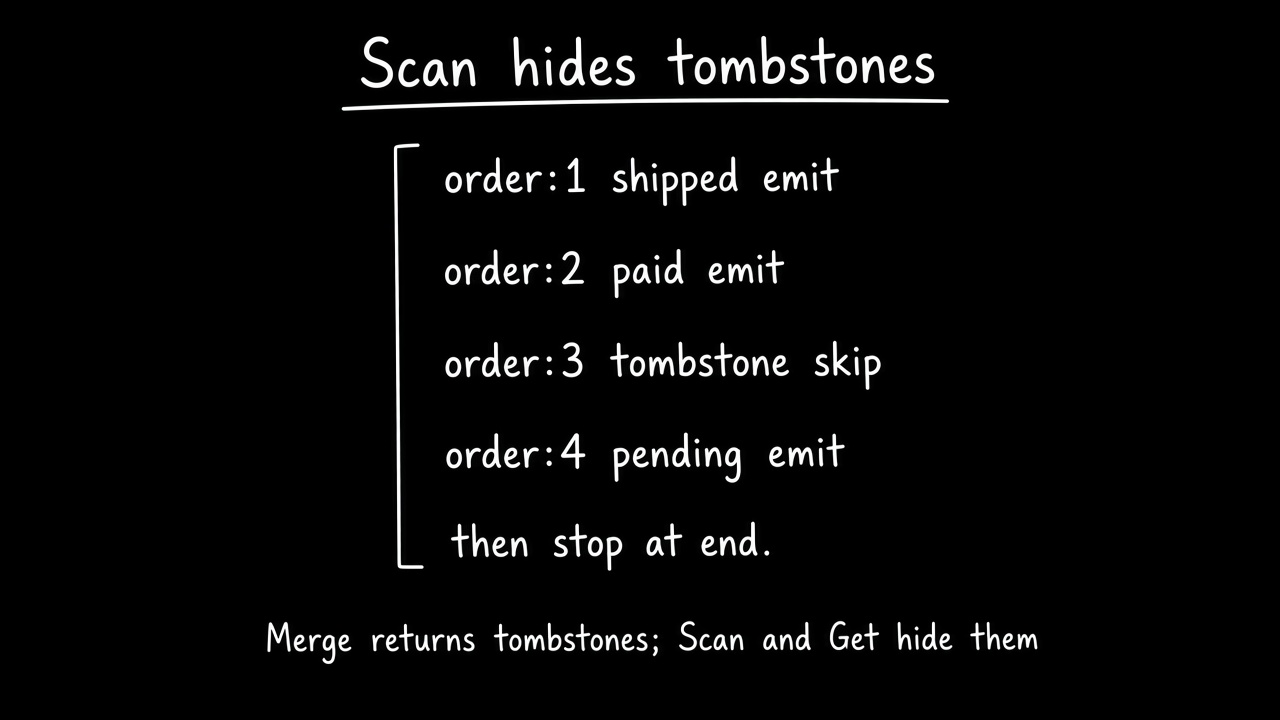 Scan hides tombstones
order:1 shipped emit
order:2 paid emit
order:3 tombstone skip
order:4 pending emit
then stop at end.
Merge returns tombstones; Scan and Get hide them